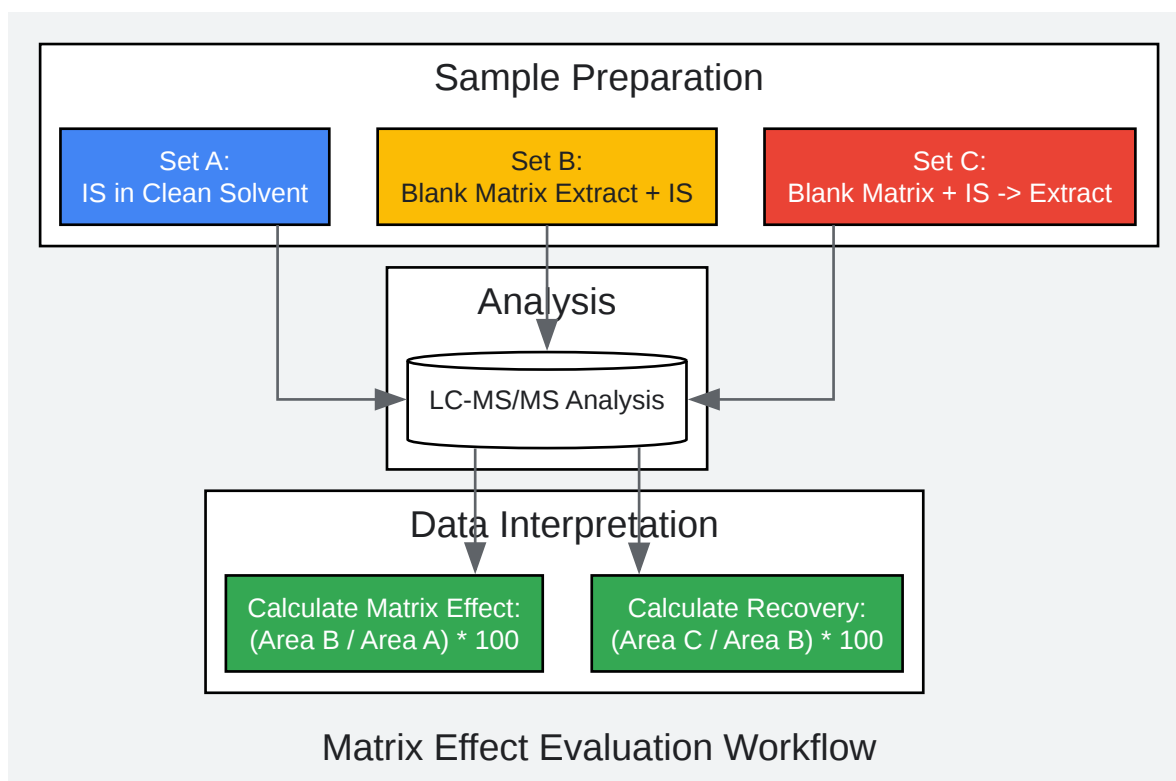 Sample Preparation
Set A:
IS in Clean Solvent
Set B:
Blank Matrix Extract + IS
Set C:
Blank Matrix + IS -> Extract
Analysis
LC-MS/MS Analysis
Data Interpretation
Calculate Matrix Effect:
(Area B / Area A) * 100
Calculate Recovery:
(Area C / Area B) * 100
Matrix Effect Evaluation Workflow